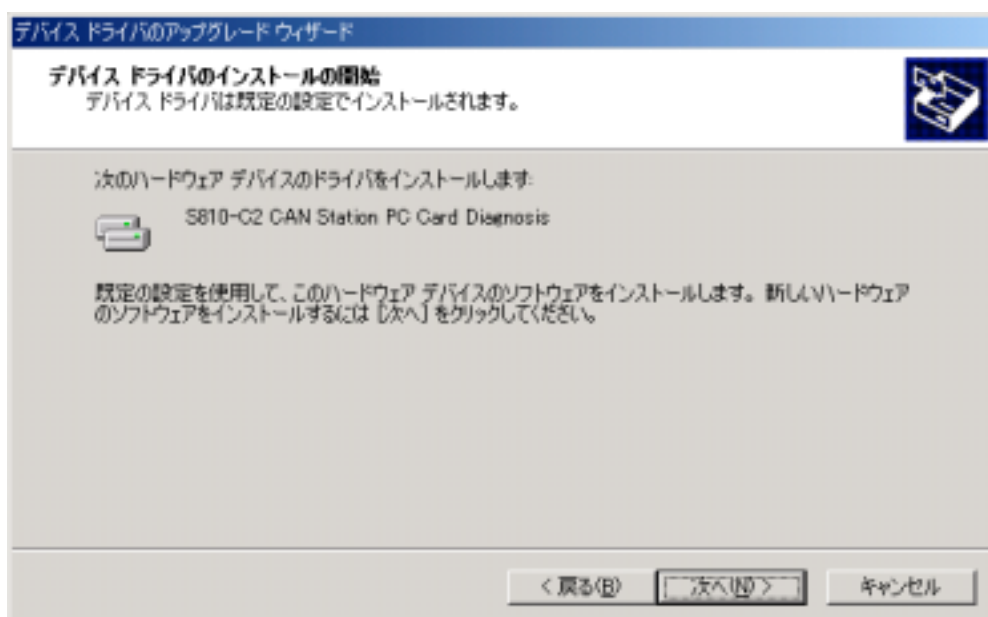 デバイス ドライバのアップグレード ウィザード
デバイス ドライバのインストールの開始
デバイス ドライバは既定の設定でインストールされます。
次のハードウェア デバイスのドライバをインストールします:
S810-C2 CAN Station PC Card Diagnosis
既定の設定を使用して、このハードウェア デバイスのソフトウェアをインストールします。新しいハードウェア
のソフトウェアをインストールするには [次へ] をクリックしてください。
< 戻る(B)
次へ(N) >
キャンセル